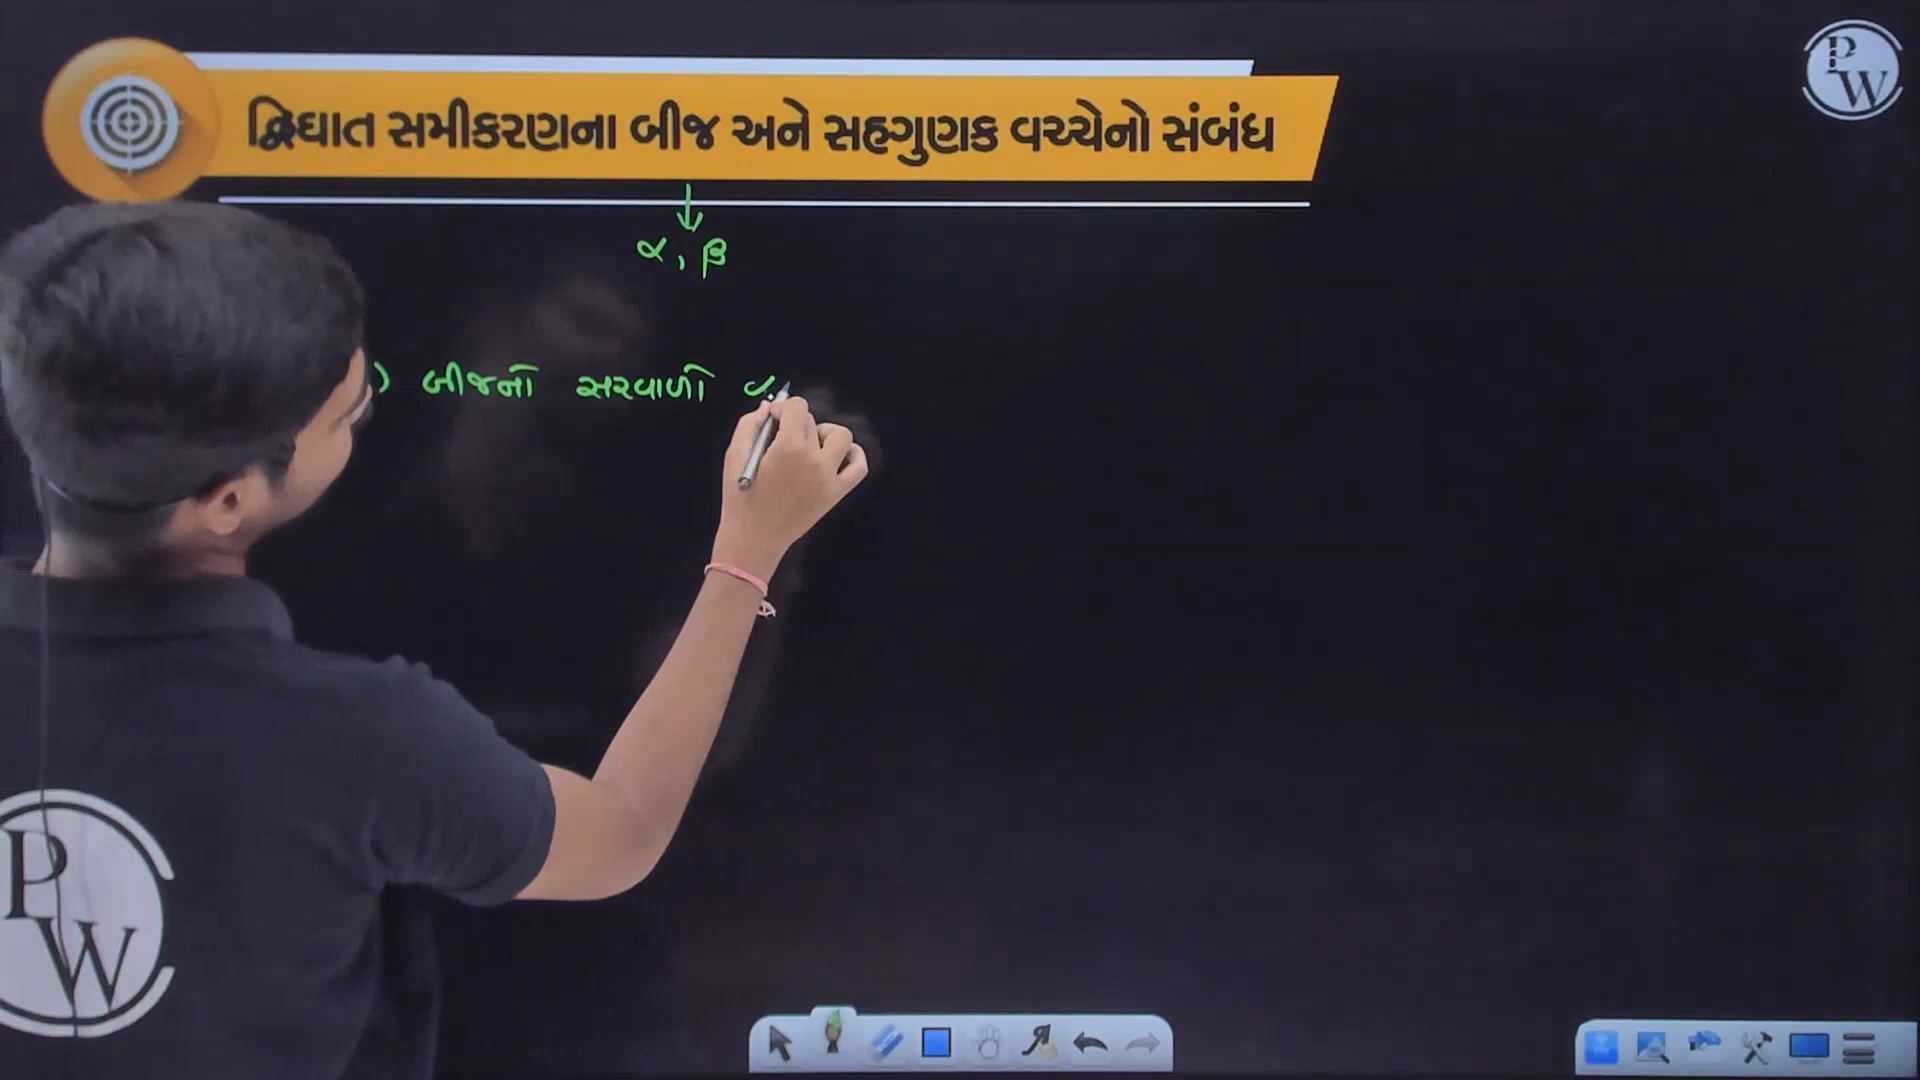 PW
દ્વિઘાત સમીકરણના બીજ અને સહગુણક વચ્ચેનો સંબંધ
α, β
) બીજનો સરવાળો α
PW